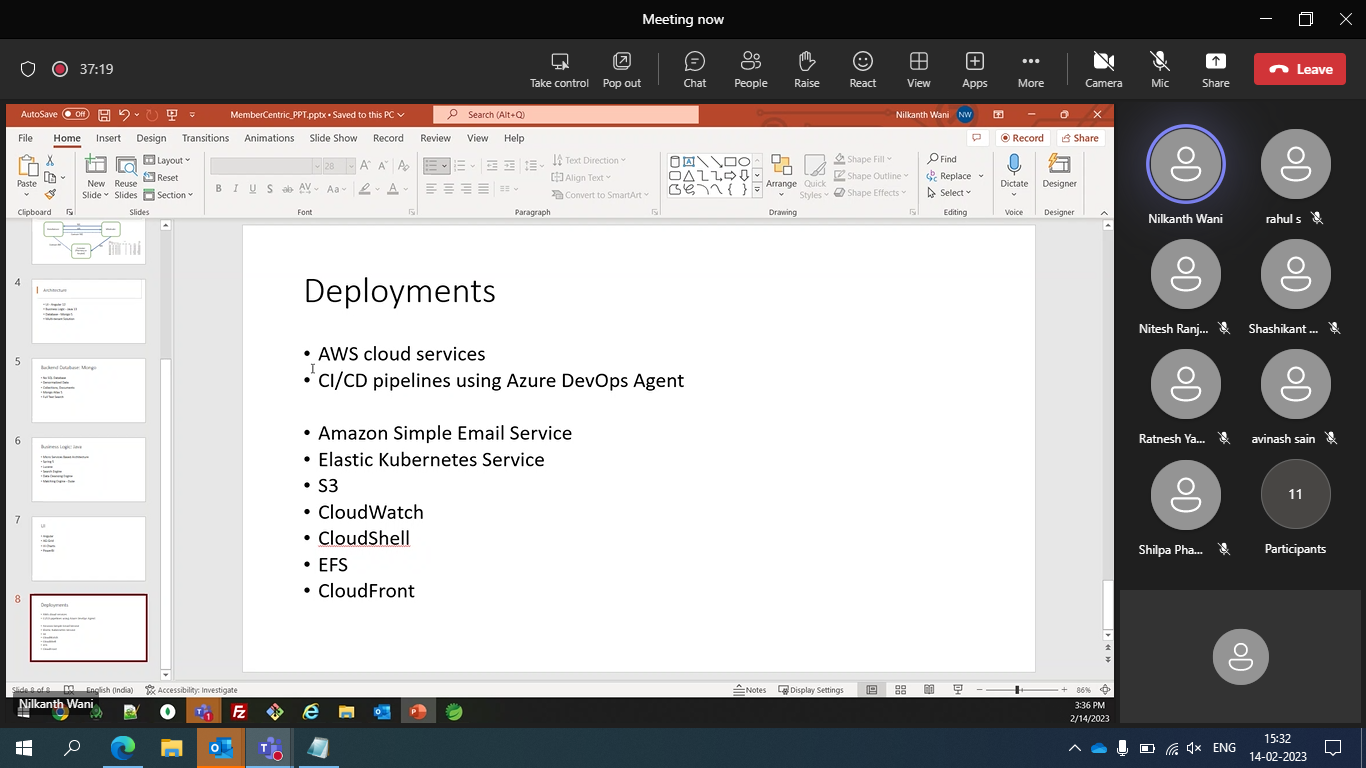 Meeting now
37:19
Take control
Pop out
Chat
People
Raise
React
View
Apps
More
Camera
Mic
Share
Leave
AutoSave Off
MemberCentric_PPT.pptx • Saved to this PC
Search (Alt+Q)
Nilkanth Wani NW
File Home Insert Design Transitions Animations Slide Show Record Review View Help
Record Share
Paste
New Slide
Reuse Slides
Layout
Reset
Section
28
Text Direction
Align Text
Convert to SmartArt
Arrange
Quick Styles
Shape Fill
Shape Outline
Shape Effects
Find
Replace
Select
Dictate
Designer
Clipboard Slides Font Paragraph Drawing Editing Voice Designer
4
Architecture
5
Backend Database: Mongo
6
Business Logic: Java
7
UI
8
Deployments
Deployments
• AWS cloud services
• CI/CD pipelines using Azure DevOps Agent
• Amazon Simple Email Service
• Elastic Kubernetes Service
• S3
• CloudWatch
• CloudShell
• EFS
• CloudFront
Nilkanth Wani
rahul s
Nitesh Ranj...
Shashikant ...
Ratnesh Ya...
avinash sain
Shilpa Pha...
11
Participants
Slide 8 of 8 English (India) Accessibility: Investigate
Notes Display Settings 86%
Nilkanth Wani
3:36 PM
2/14/2023
ENG
15:32
14-02-2023